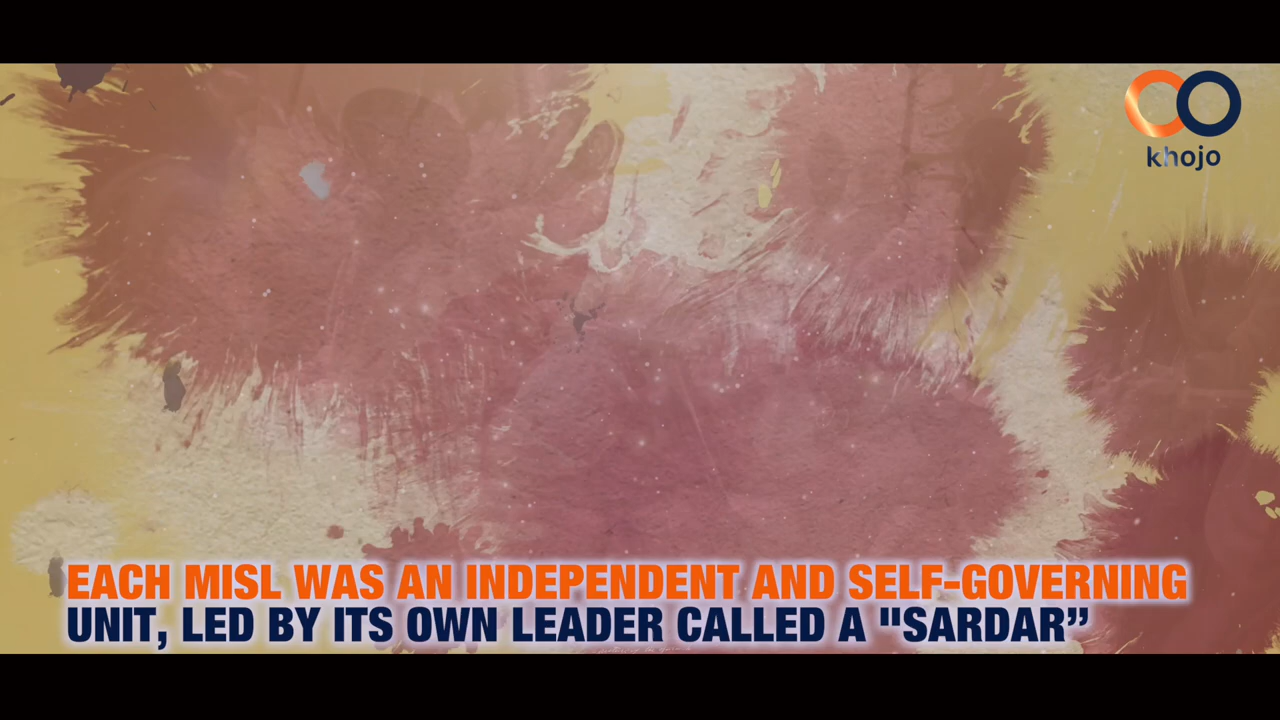 khojo
EACH MISL WAS AN INDEPENDENT AND SELF-GOVERNING
UNIT, LED BY ITS OWN LEADER CALLED A "SARDAR”